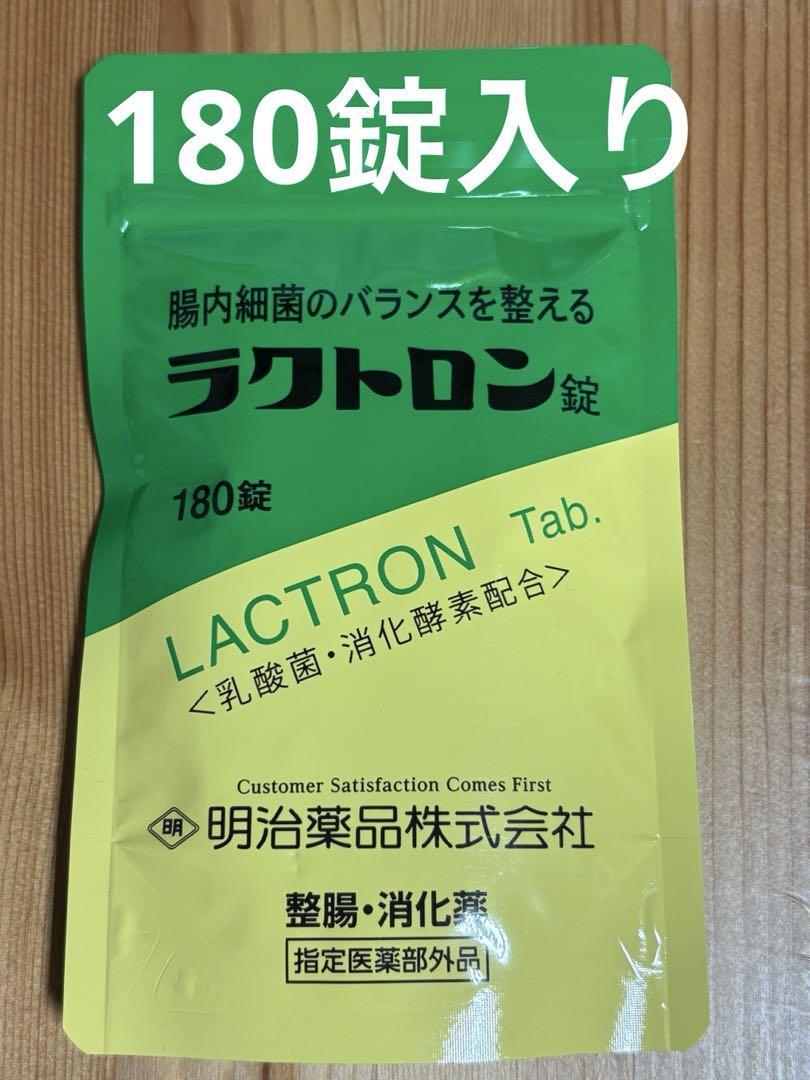 180錠入り
腸内細菌のバランスを整える
ラクトロン錠
180錠
LACTRON Tab.
<乳酸菌・消化酵素配合>
Customer Satisfaction Comes First
明 明治薬品株式会社
整腸・消化薬
指定医薬部外品